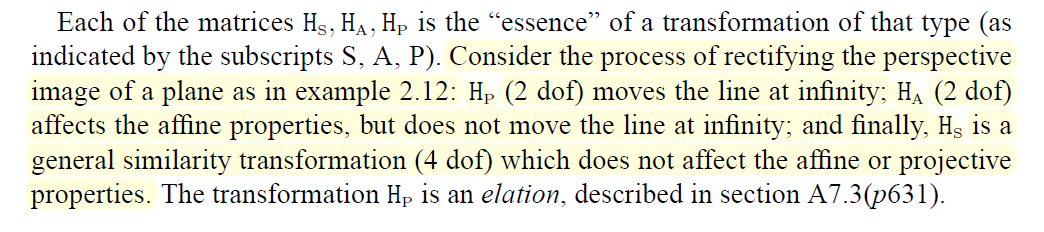 Each of the matrices H_S, H_A, H_P is the “essence” of a transformation of that type (as
indicated by the subscripts S, A, P). Consider the process of rectifying the perspective
image of a plane as in example 2.12: H_P (2 dof) moves the line at infinity; H_A (2 dof)
affects the affine properties, but does not move the line at infinity; and finally, H_S is a
general similarity transformation (4 dof) which does not affect the affine or projective
properties. The transformation H_P is an elation, described in section A7.3(p631).